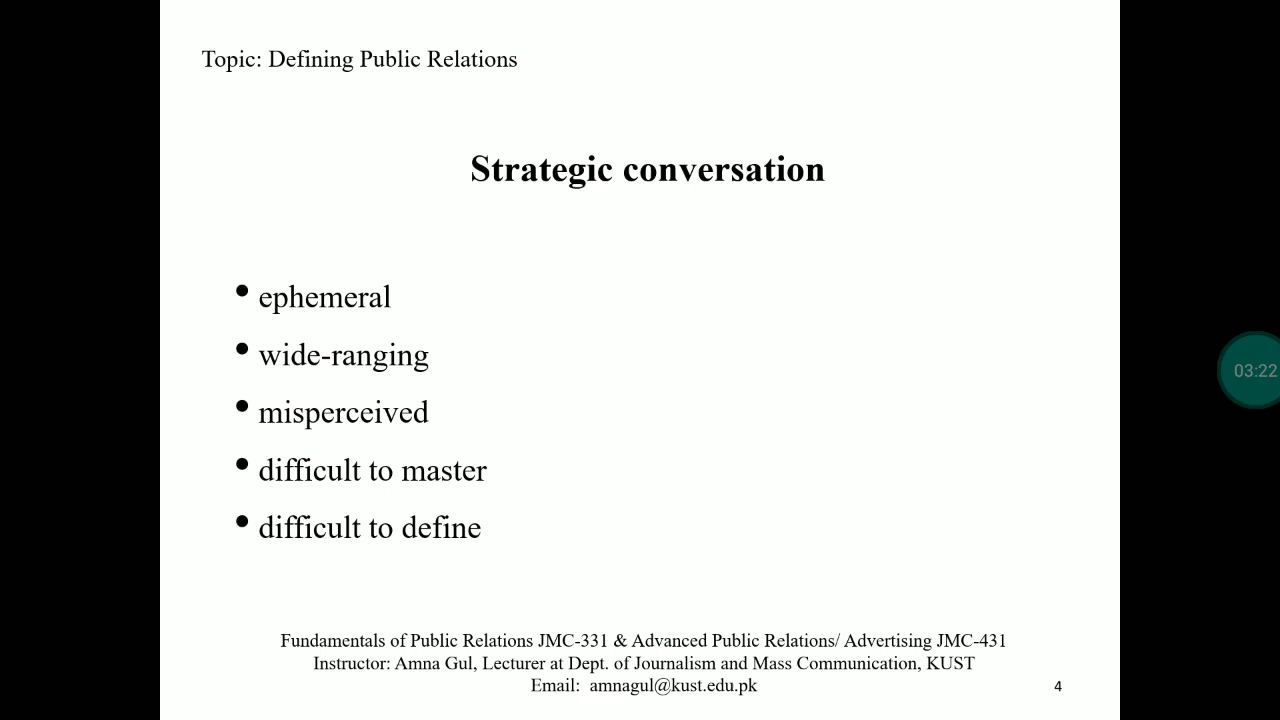 Topic: Defining Public Relations
Strategic conversation
• ephemeral
• wide-ranging
• misperceived
• difficult to master
• difficult to define
03:22
Fundamentals of Public Relations JMC-331 & Advanced Public Relations/ Advertising JMC-431
Instructor: Amna Gul, Lecturer at Dept. of Journalism and Mass Communication, KUST
Email:  amnagul@kust.edu.pk
4